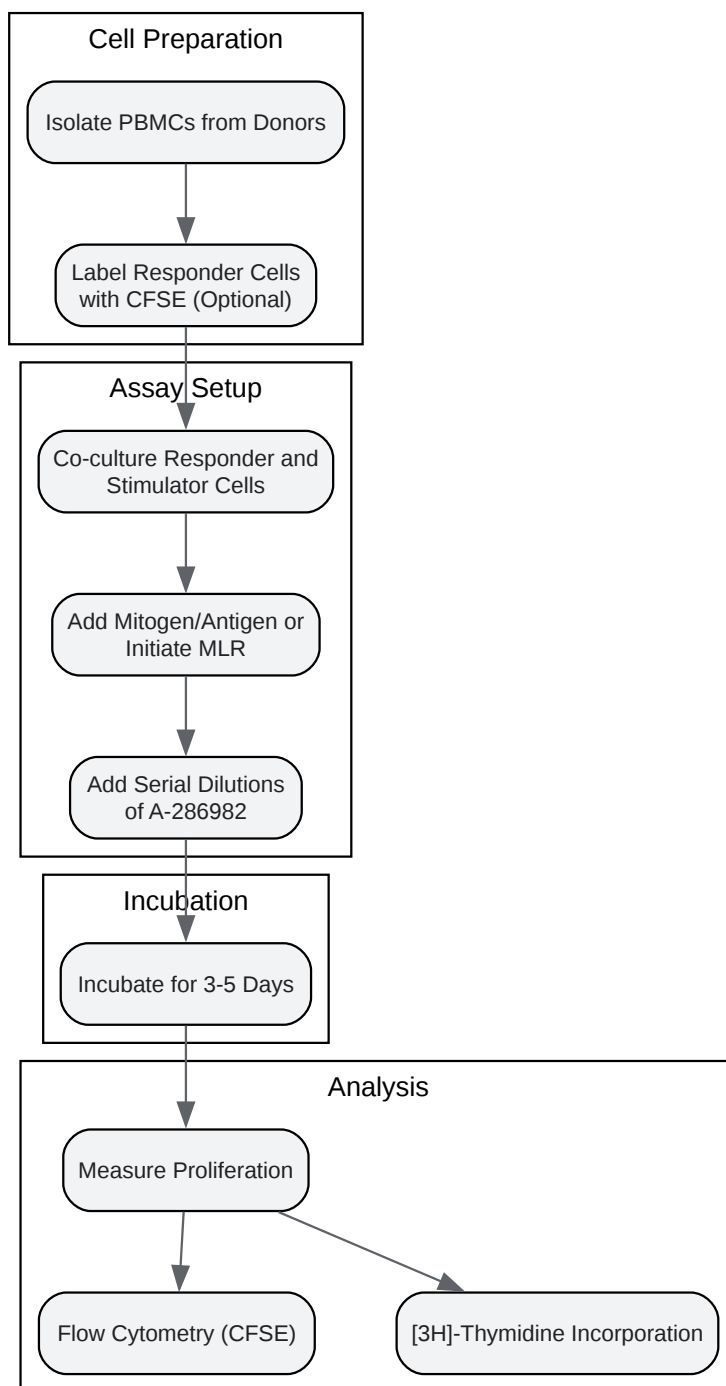 Cell Preparation
Isolate PBMCs from Donors
Label Responder Cells
with CFSE (Optional)
Assay Setup
Co-culture Responder and
Stimulator Cells
Add Mitogen/Antigen or
Initiate MLR
Add Serial Dilutions
of A-286982
Incubation
Incubate for 3-5 Days
Analysis
Measure Proliferation
Flow Cytometry (CFSE)
[3H]-Thymidine Incorporation